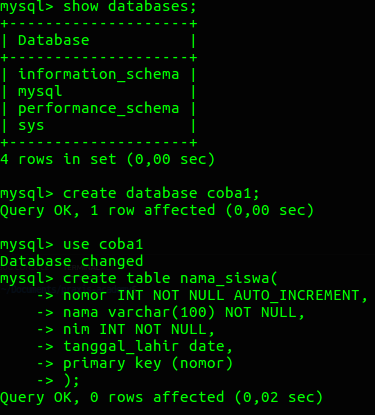 mysql> show databases;
+--------------------+
| Database           |
+--------------------+
| information_schema |
| mysql              |
| performance_schema |
| sys                |
+--------------------+
4 rows in set (0,00 sec)

mysql> create database coba1;
Query OK, 1 row affected (0,00 sec)

mysql> use coba1
Database changed
mysql> create table nama_siswa(
    -> nomor INT NOT NULL AUTO_INCREMENT,
    -> nama varchar(100) NOT NULL,
    -> nim INT NOT NULL,
    -> tanggal_lahir date,
    -> primary key (nomor)
    -> );
Query OK, 0 rows affected (0,02 sec)